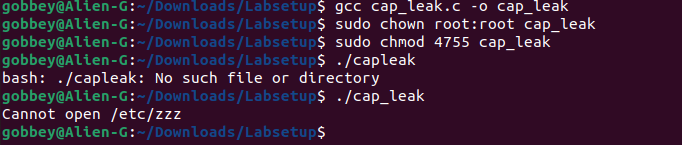 gobbey@Alien-G:~/Downloads/Labsetup$ gcc cap_leak.c -o cap_leak
gobbey@Alien-G:~/Downloads/Labsetup$ sudo chown root:root cap_leak
gobbey@Alien-G:~/Downloads/Labsetup$ sudo chmod 4755 cap_leak
gobbey@Alien-G:~/Downloads/Labsetup$ ./capleak
bash: ./capleak: No such file or directory
gobbey@Alien-G:~/Downloads/Labsetup$ ./cap_leak
Cannot open /etc/zzz
gobbey@Alien-G:~/Downloads/Labsetup$